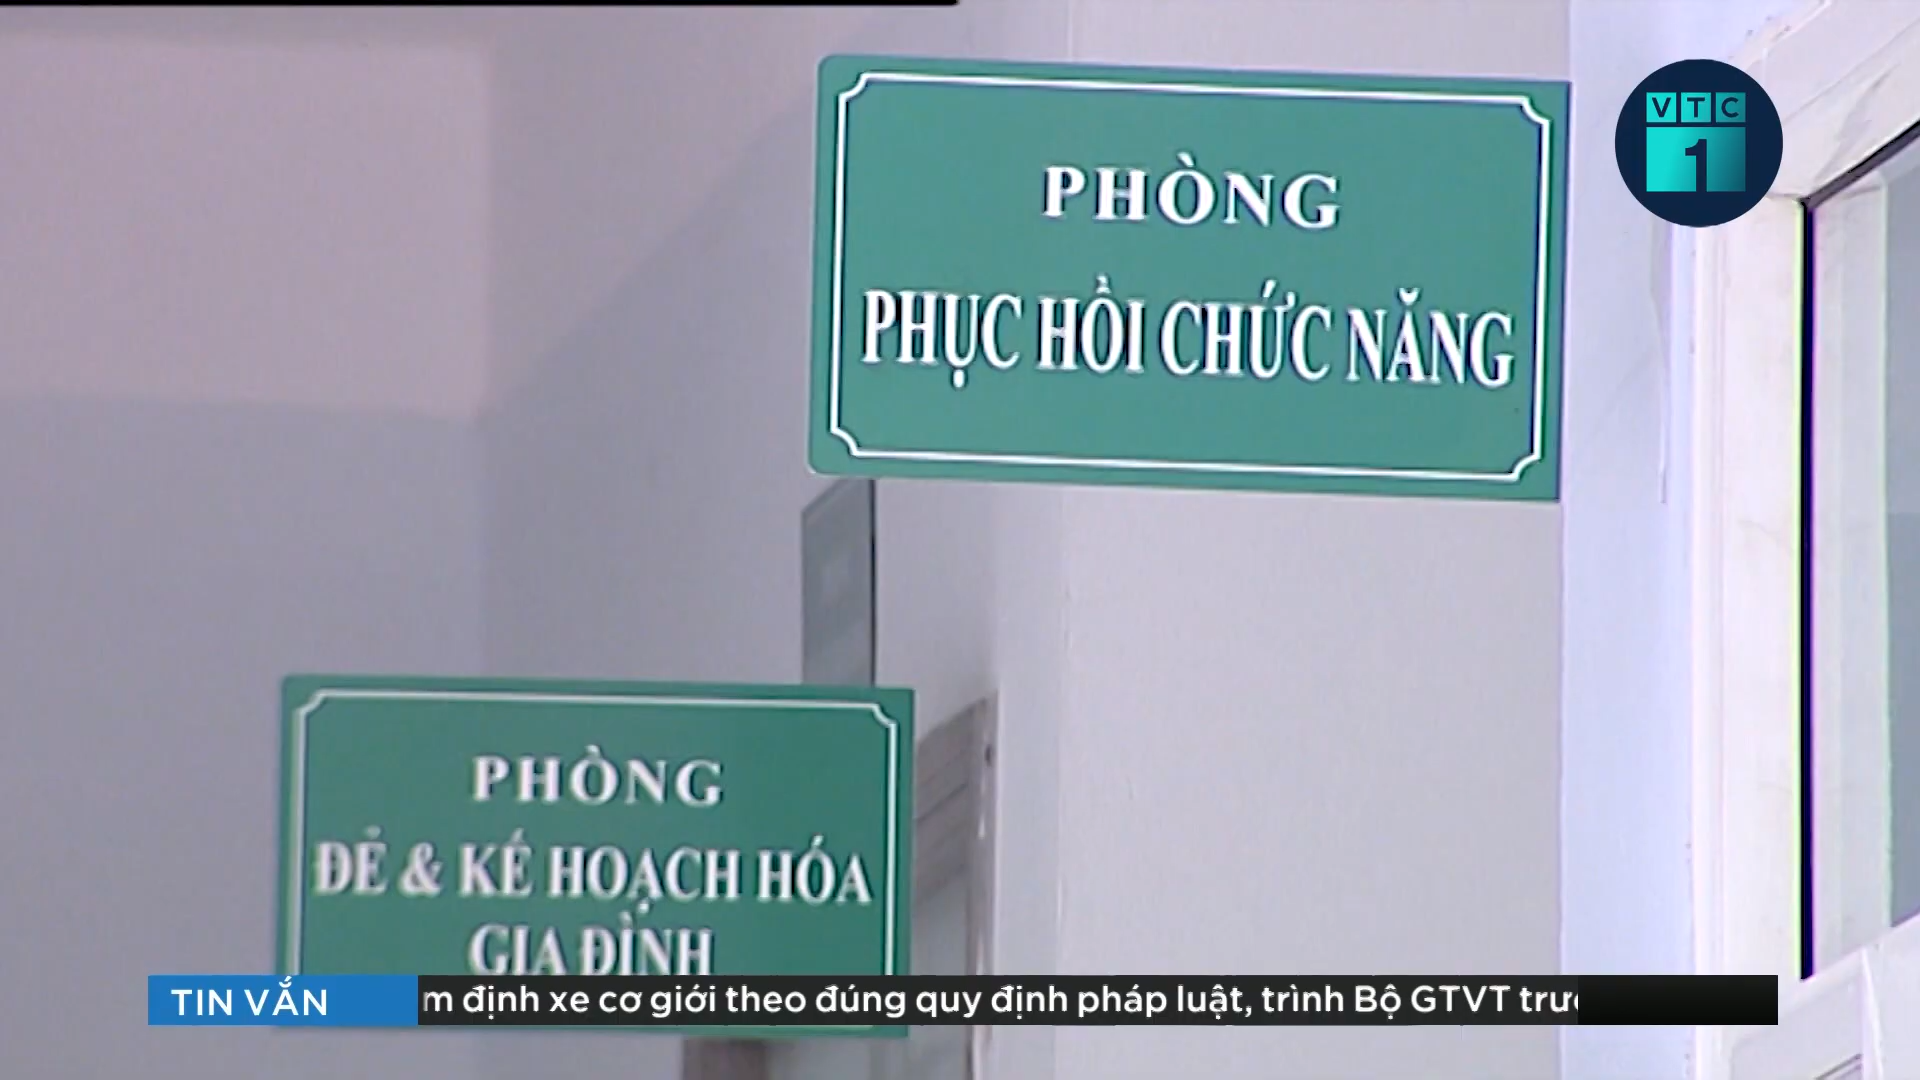 VTC
1
PHÒNG
PHỤC HỒI CHỨC NĂNG
PHÒNG
ĐẺ & KẾ HOẠCH HÓA
GIA ĐÌNH
TIN VẮN
định xe cơ giới theo đúng quy định pháp luật, trình Bộ GTVT